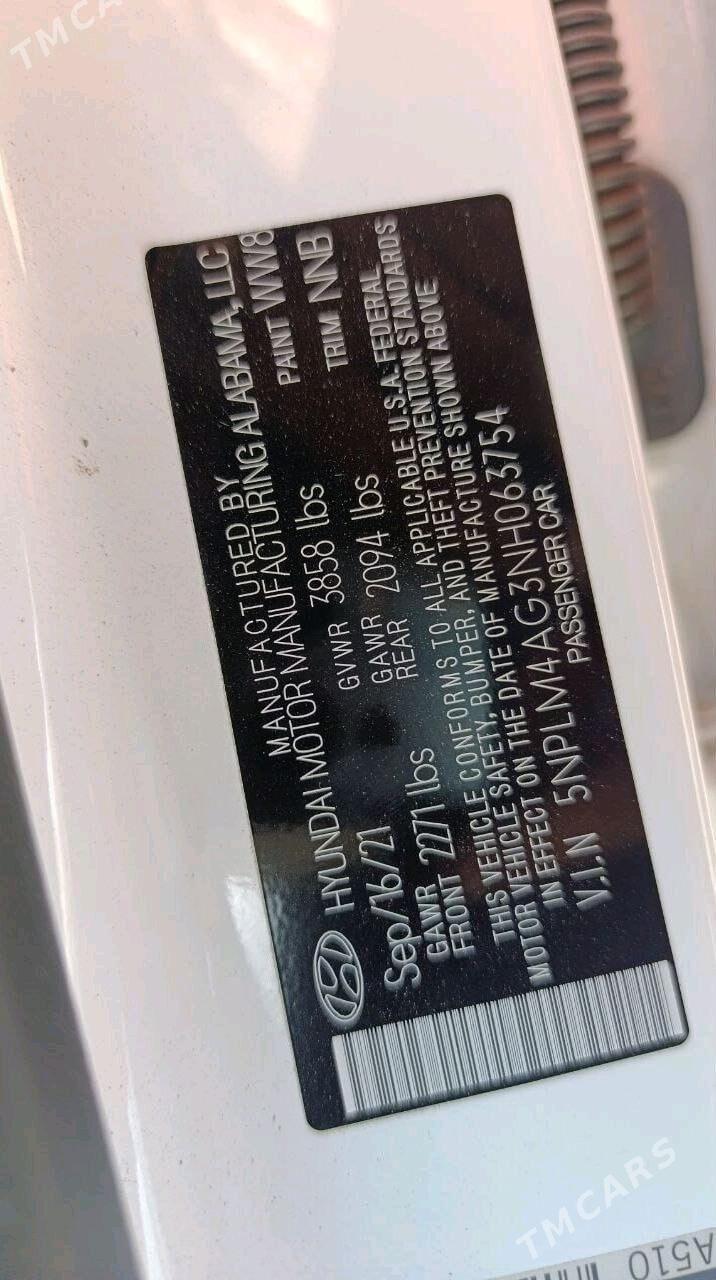 TMCARS
MANUFACTURED BY
HYUNDAI MOTOR MANUFACTURING ALABAMA, LLC
Sep/16/21 GVWR 3858 lbs PAINT WW8
GAWR FRONT 2271 lbs GAWR REAR 2094 lbs TRIM NNB
THIS VEHICLE CONFORMS TO ALL APPLICABLE U.S.A. FEDERAL
MOTOR VEHICLE SAFETY, BUMPER, AND THEFT PREVENTION STANDARDS
IN EFFECT ON THE DATE OF MANUFACTURE SHOWN ABOVE
V.I.N 5NPLM4AG3NH063754
PASSENGER CAR
TMCARS
A510